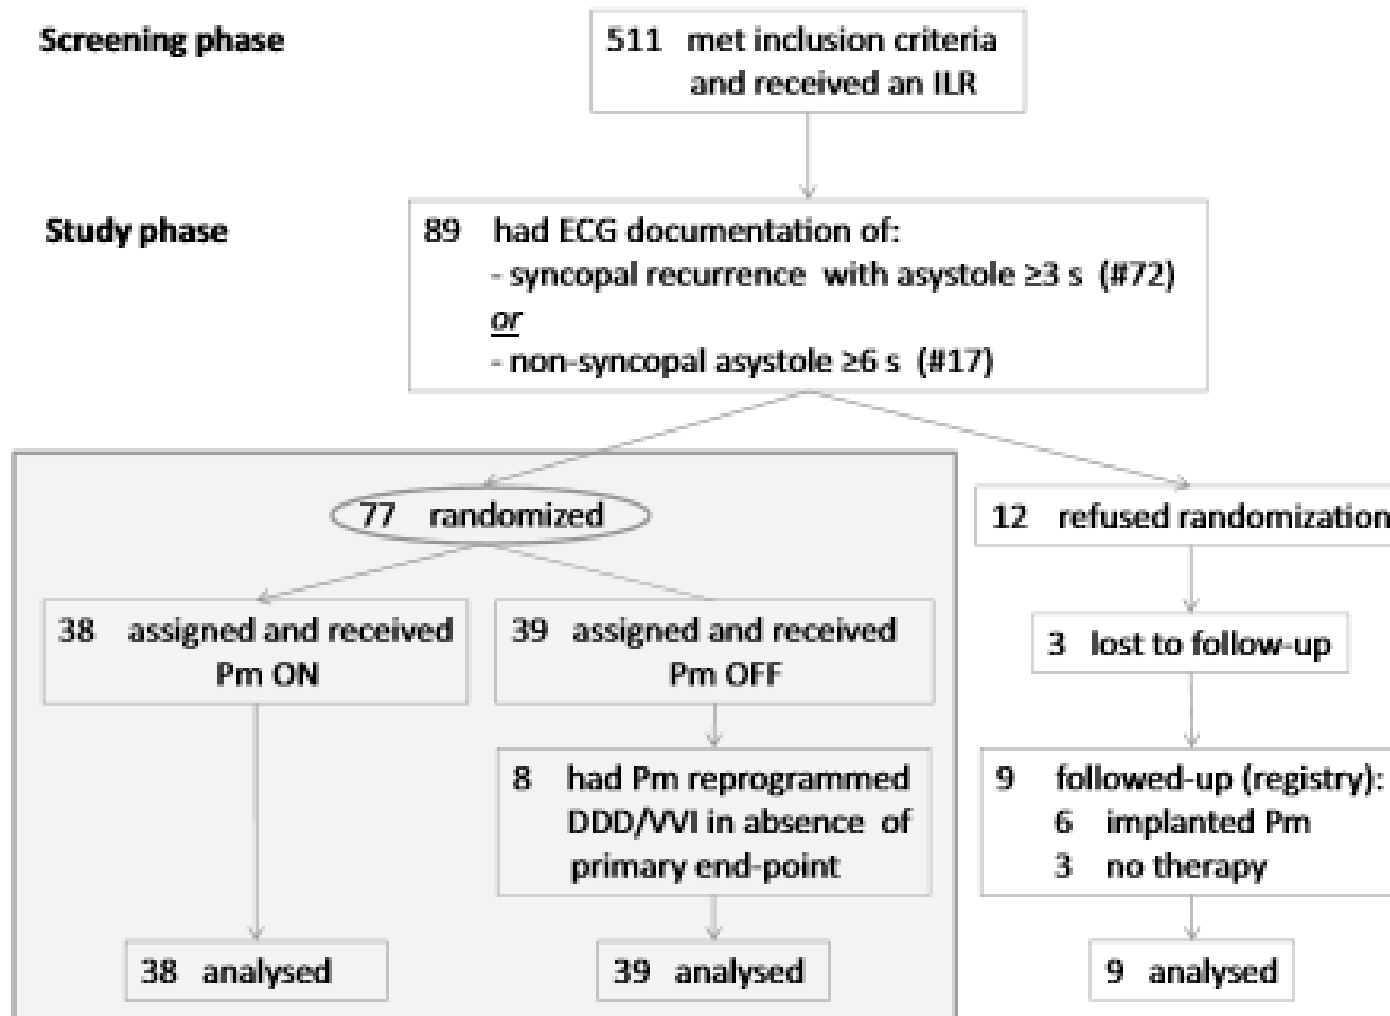 Screening phase
511 met inclusion criteria
and received an ILR
Study phase
89 had ECG documentation of:
- syncopal recurrence with asystole ≥3 s (#72)
or
- non-syncopal asystole ≥6 s (#17)
77 randomized
12 refused randomization
38 assigned and received
Pm ON
39 assigned and received
Pm OFF
3 lost to follow-up
8 had Pm reprogrammed
DDD/VVI in absence of
primary end-point
9 followed-up (registry):
6 implanted Pm
3 no therapy
38 analysed
39 analysed
9 analysed